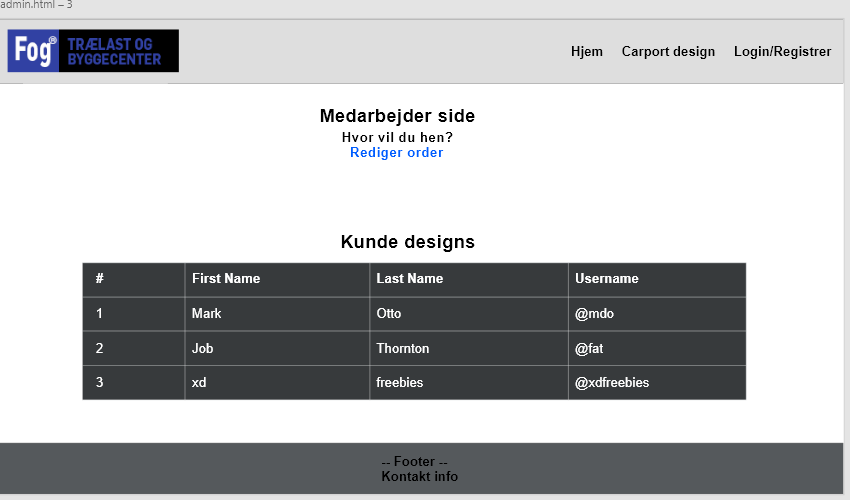 admin.html – 3
Fog® TRÆLAST OG BYGGECENTER
Hjem Carport design Login/Registrer
Medarbejder side
Hvor vil du hen?
Rediger order
Kunde designs
# First Name Last Name Username
1 Mark Otto @mdo
2 Job Thornton @fat
3 xd freebies @xdfreebies
-- Footer --
Kontakt info